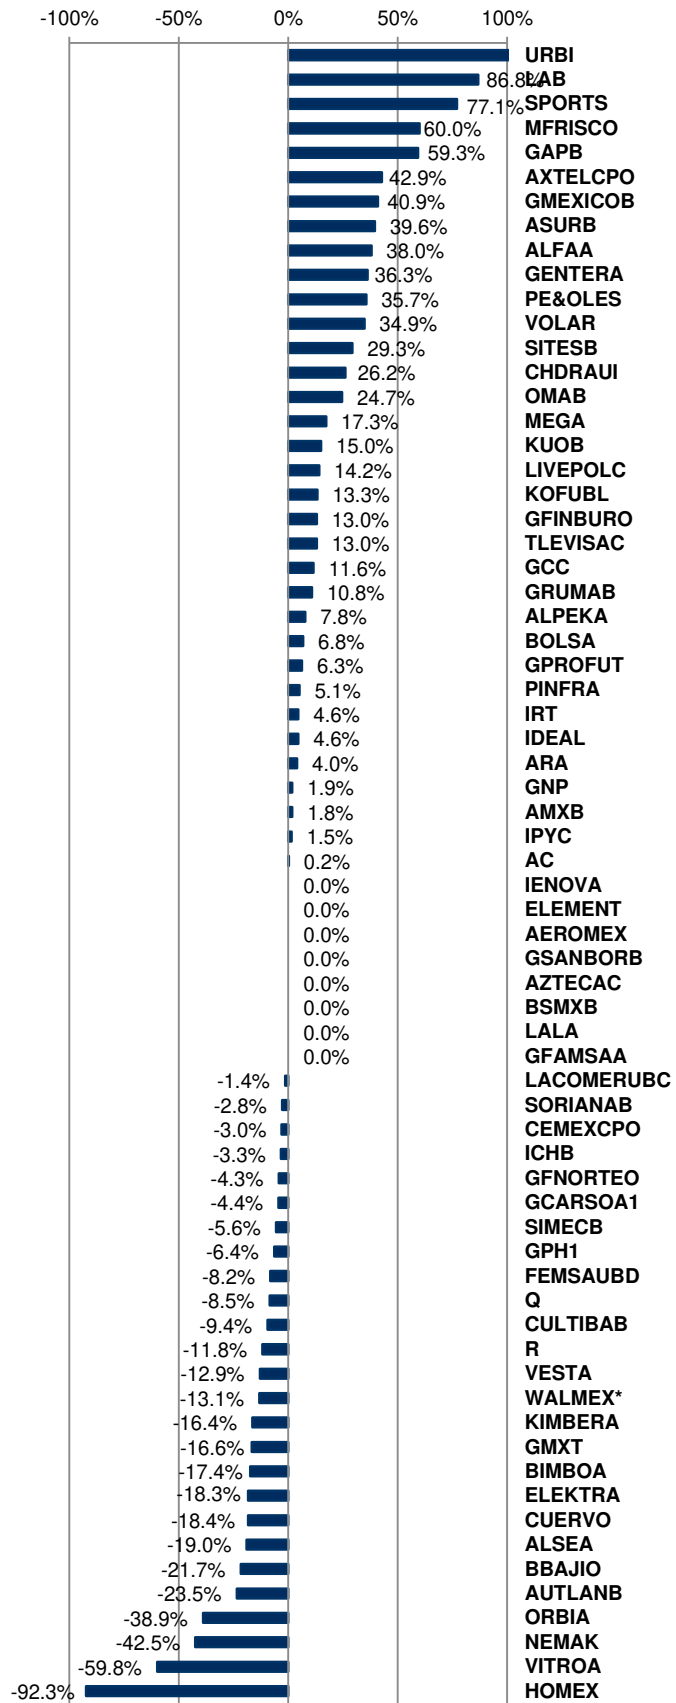 -100% -50% 0% 50% 100%
URBI
86.8% LAB
77.1% SPORTS
60.0% MFRISCO
59.3% GAPB
42.9% AXTELCPO
40.9% GMEXICOB
39.6% ASURB
38.0% ALFAA
36.3% GENTERA
35.7% PE&OLES
34.9% VOLAR
29.3% SITESB
26.2% CHDRAUI
24.7% OMAB
17.3% MEGA
15.0% KUOB
14.2% LIVEPOLC
13.3% KOFUBL
13.0% GFINBURO
13.0% TLEVISAC
11.6% GCC
10.8% GRUMAB
7.8% ALPEKA
6.8% BOLSA
6.3% GPROFUT
5.1% PINFRA
4.6% IRT
4.6% IDEAL
4.0% ARA
1.9% GNP
1.8% AMXB
1.5% IPYC
0.2% AC
0.0% IENOVA
0.0% ELEMENT
0.0% AEROMEX
0.0% GSANBORB
0.0% AZTECAC
0.0% BSMXB
0.0% LALA
0.0% GFAMSAA
-1.4% LACOMERUBC
-2.8% SORIANAB
-3.0% CEMEXCPO
-3.3% ICHB
-4.3% GFNORTEO
-4.4% GCARSOA1
-5.6% SIMECB
-6.4% GPH1
-8.2% FEMSAUBD
-8.5% Q
-9.4% CULTIBAB
-11.8% R
-12.9% VESTA
-13.1% WALMEX*
-16.4% KIMBERA
-16.6% GMXT
-17.4% BIMBOA
-18.3% ELEKTRA
-18.4% CUERVO
-19.0% ALSEA
-21.7% BBAJIO
-23.5% AUTLANB
-38.9% ORBIA
-42.5% NEMAK
-59.8% VITROA
-92.3% HOMEX